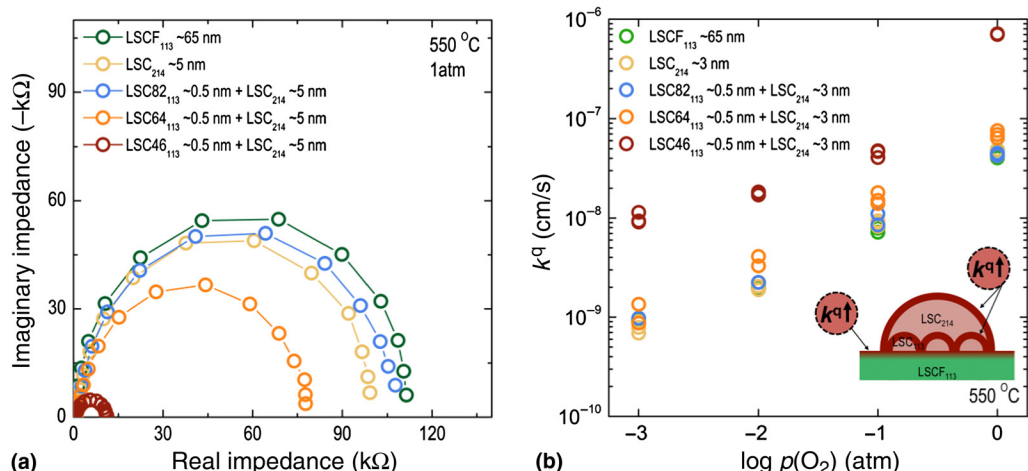 550 °C
1atm
LSCF113 ~65 nm
LSC214 ~5 nm
LSC82113 ~0.5 nm + LSC214 ~5 nm
LSC64113 ~0.5 nm + LSC214 ~5 nm
LSC46113 ~0.5 nm + LSC214 ~5 nm
Imaginary impedance (−kΩ)
90
60
30
0
0 30 60 90 120
(a) Real impedance (kΩ)
10−6
10−7
10−8
10−9
10−10
kq (cm/s)
LSCF113 ~65 nm
LSC214 ~3 nm
LSC82113 ~0.5 nm + LSC214 ~3 nm
LSC64113 ~0.5 nm + LSC214 ~3 nm
LSC46113 ~0.5 nm + LSC214 ~3 nm
kq↑
kq↑
LSC214
LSCF113
550 °C
−3 −2 −1 0
(b) log p(O2) (atm)